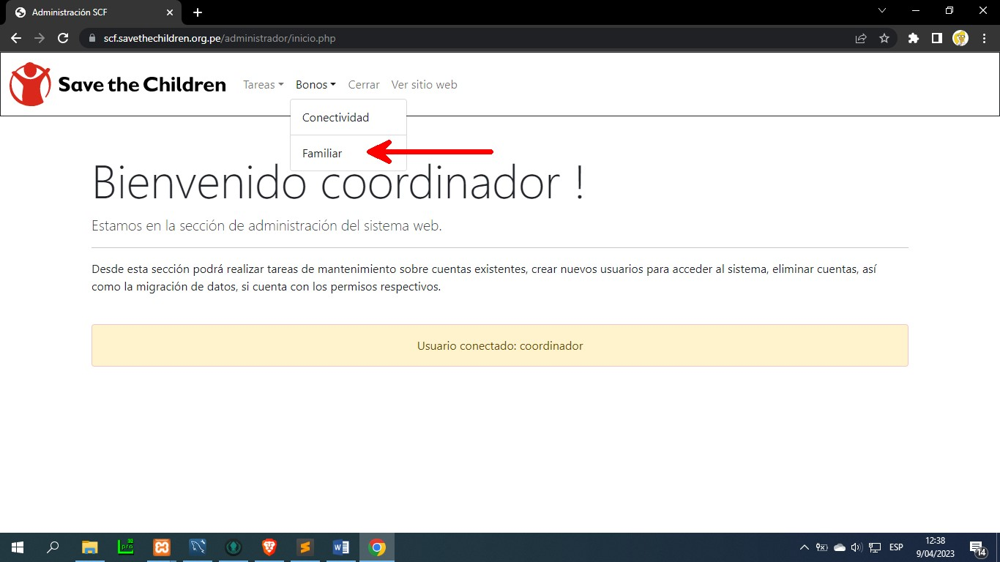 Administración SCF
scf.savethechildren.org.pe/administrador/inicio.php
Save the Children
Tareas Bonos Cerrar Ver sitio web
Conectividad
Familiar
Bienvenido coordinador !
Estamos en la sección de administración del sistema web.
Desde esta sección podrá realizar tareas de mantenimiento sobre cuentas existentes, crear nuevos usuarios para acceder al sistema, eliminar cuentas, así
como la migración de datos, si cuenta con los permisos respectivos.
Usuario conectado: coordinador
ESP
12:38
9/04/2023
14